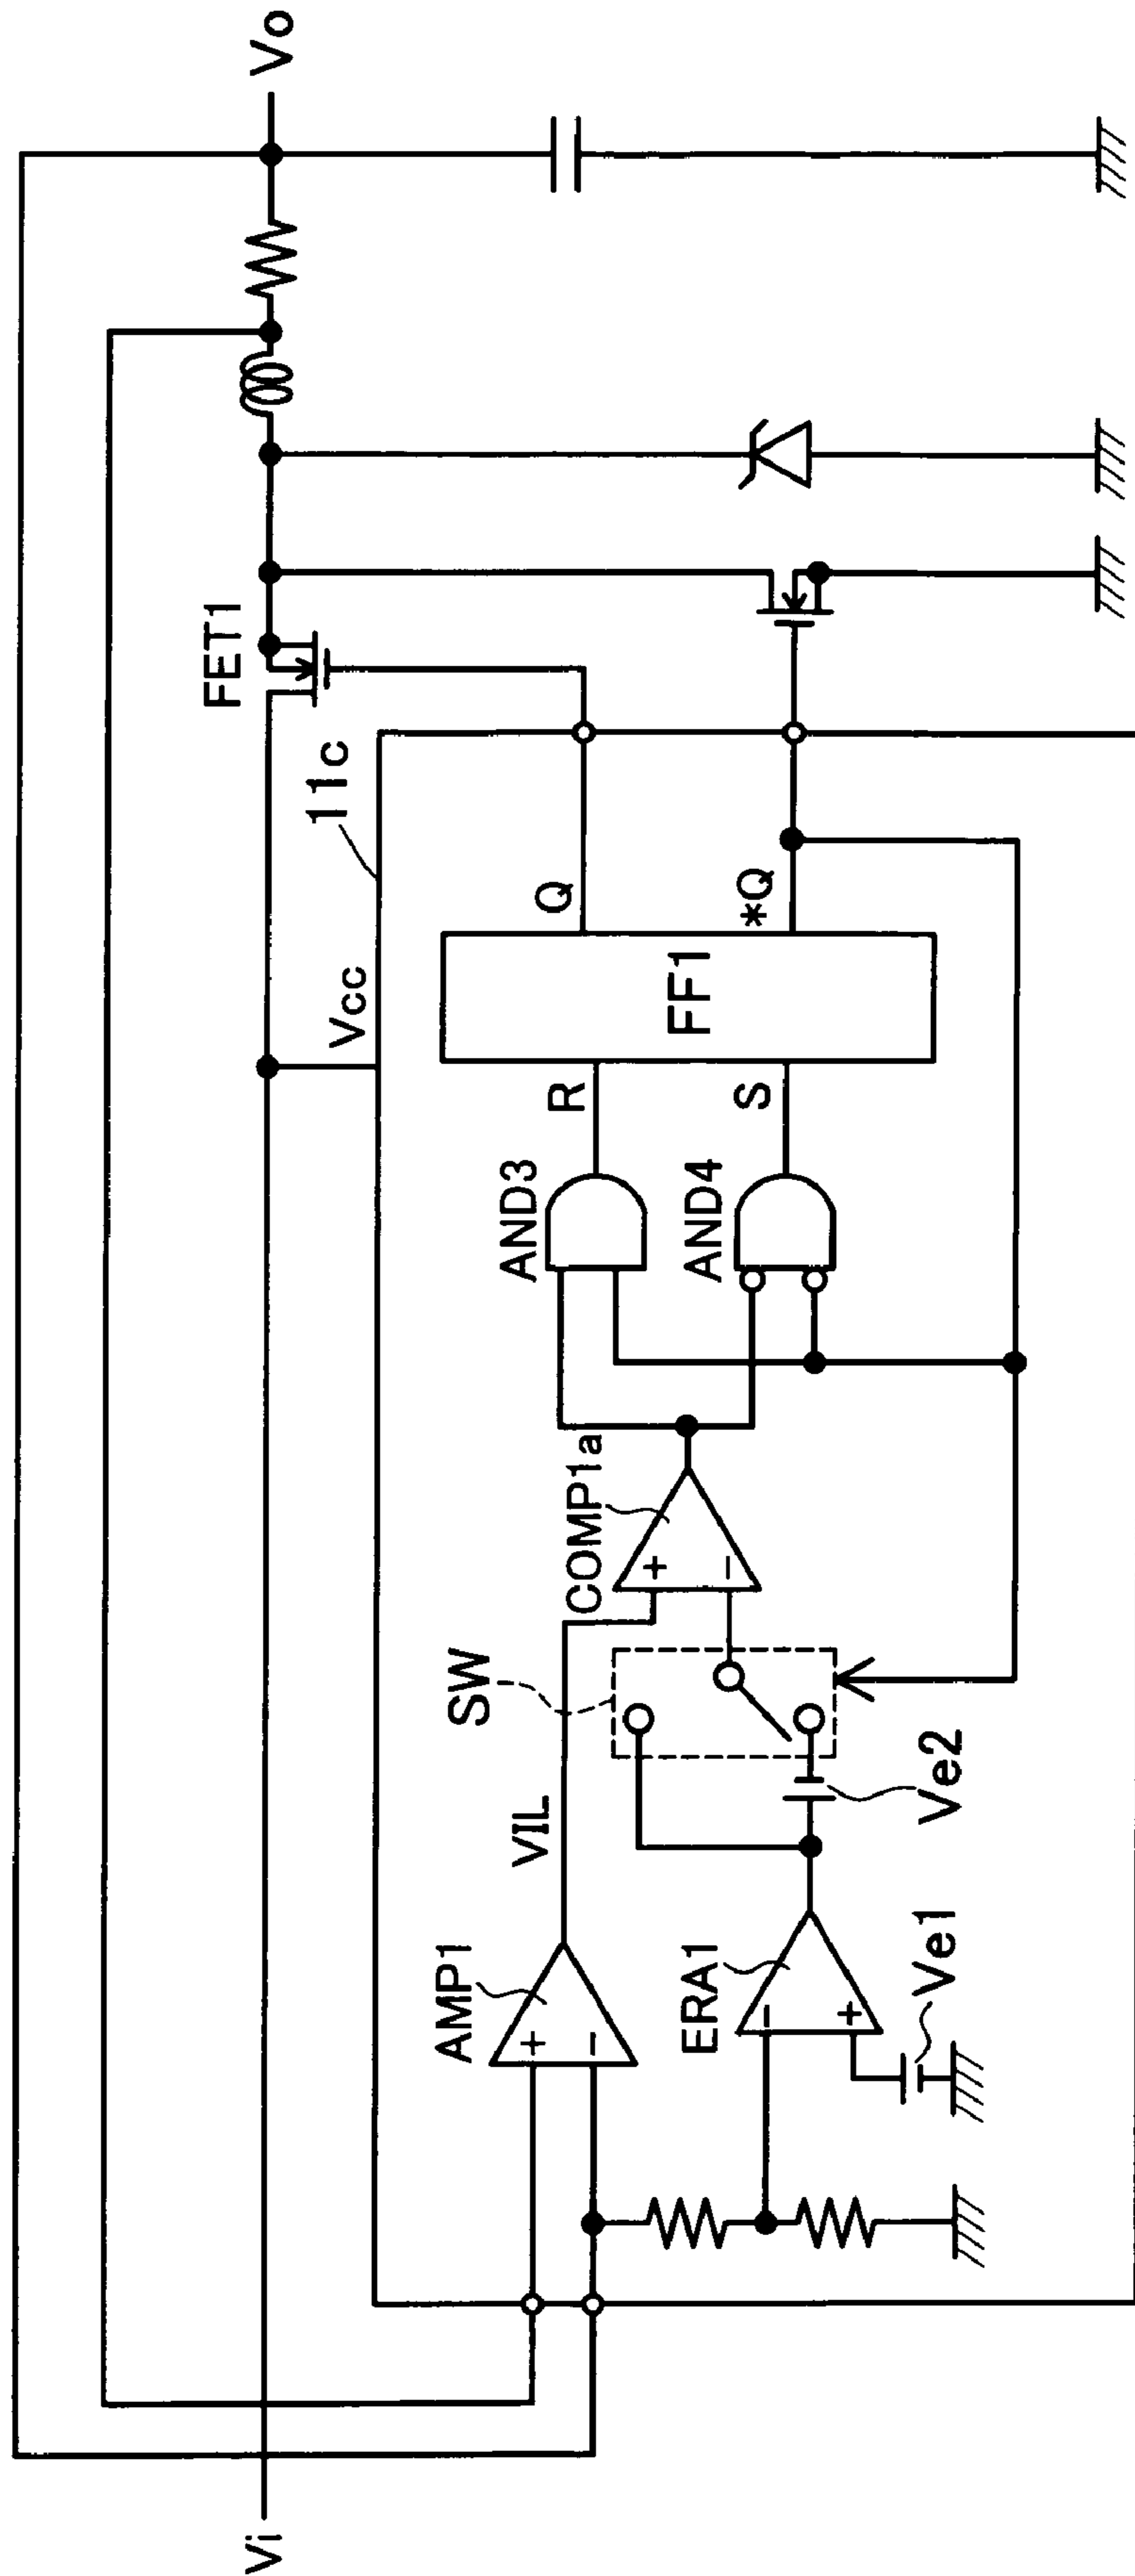 Vi
Vo
FET1
11c
Vcc
Q
*Q
FF1
R
S
AND3
AND4
COMP1a
+
−
SW
VIL
Ve2
AMP1
+
−
ERA1
−
+
Ve1